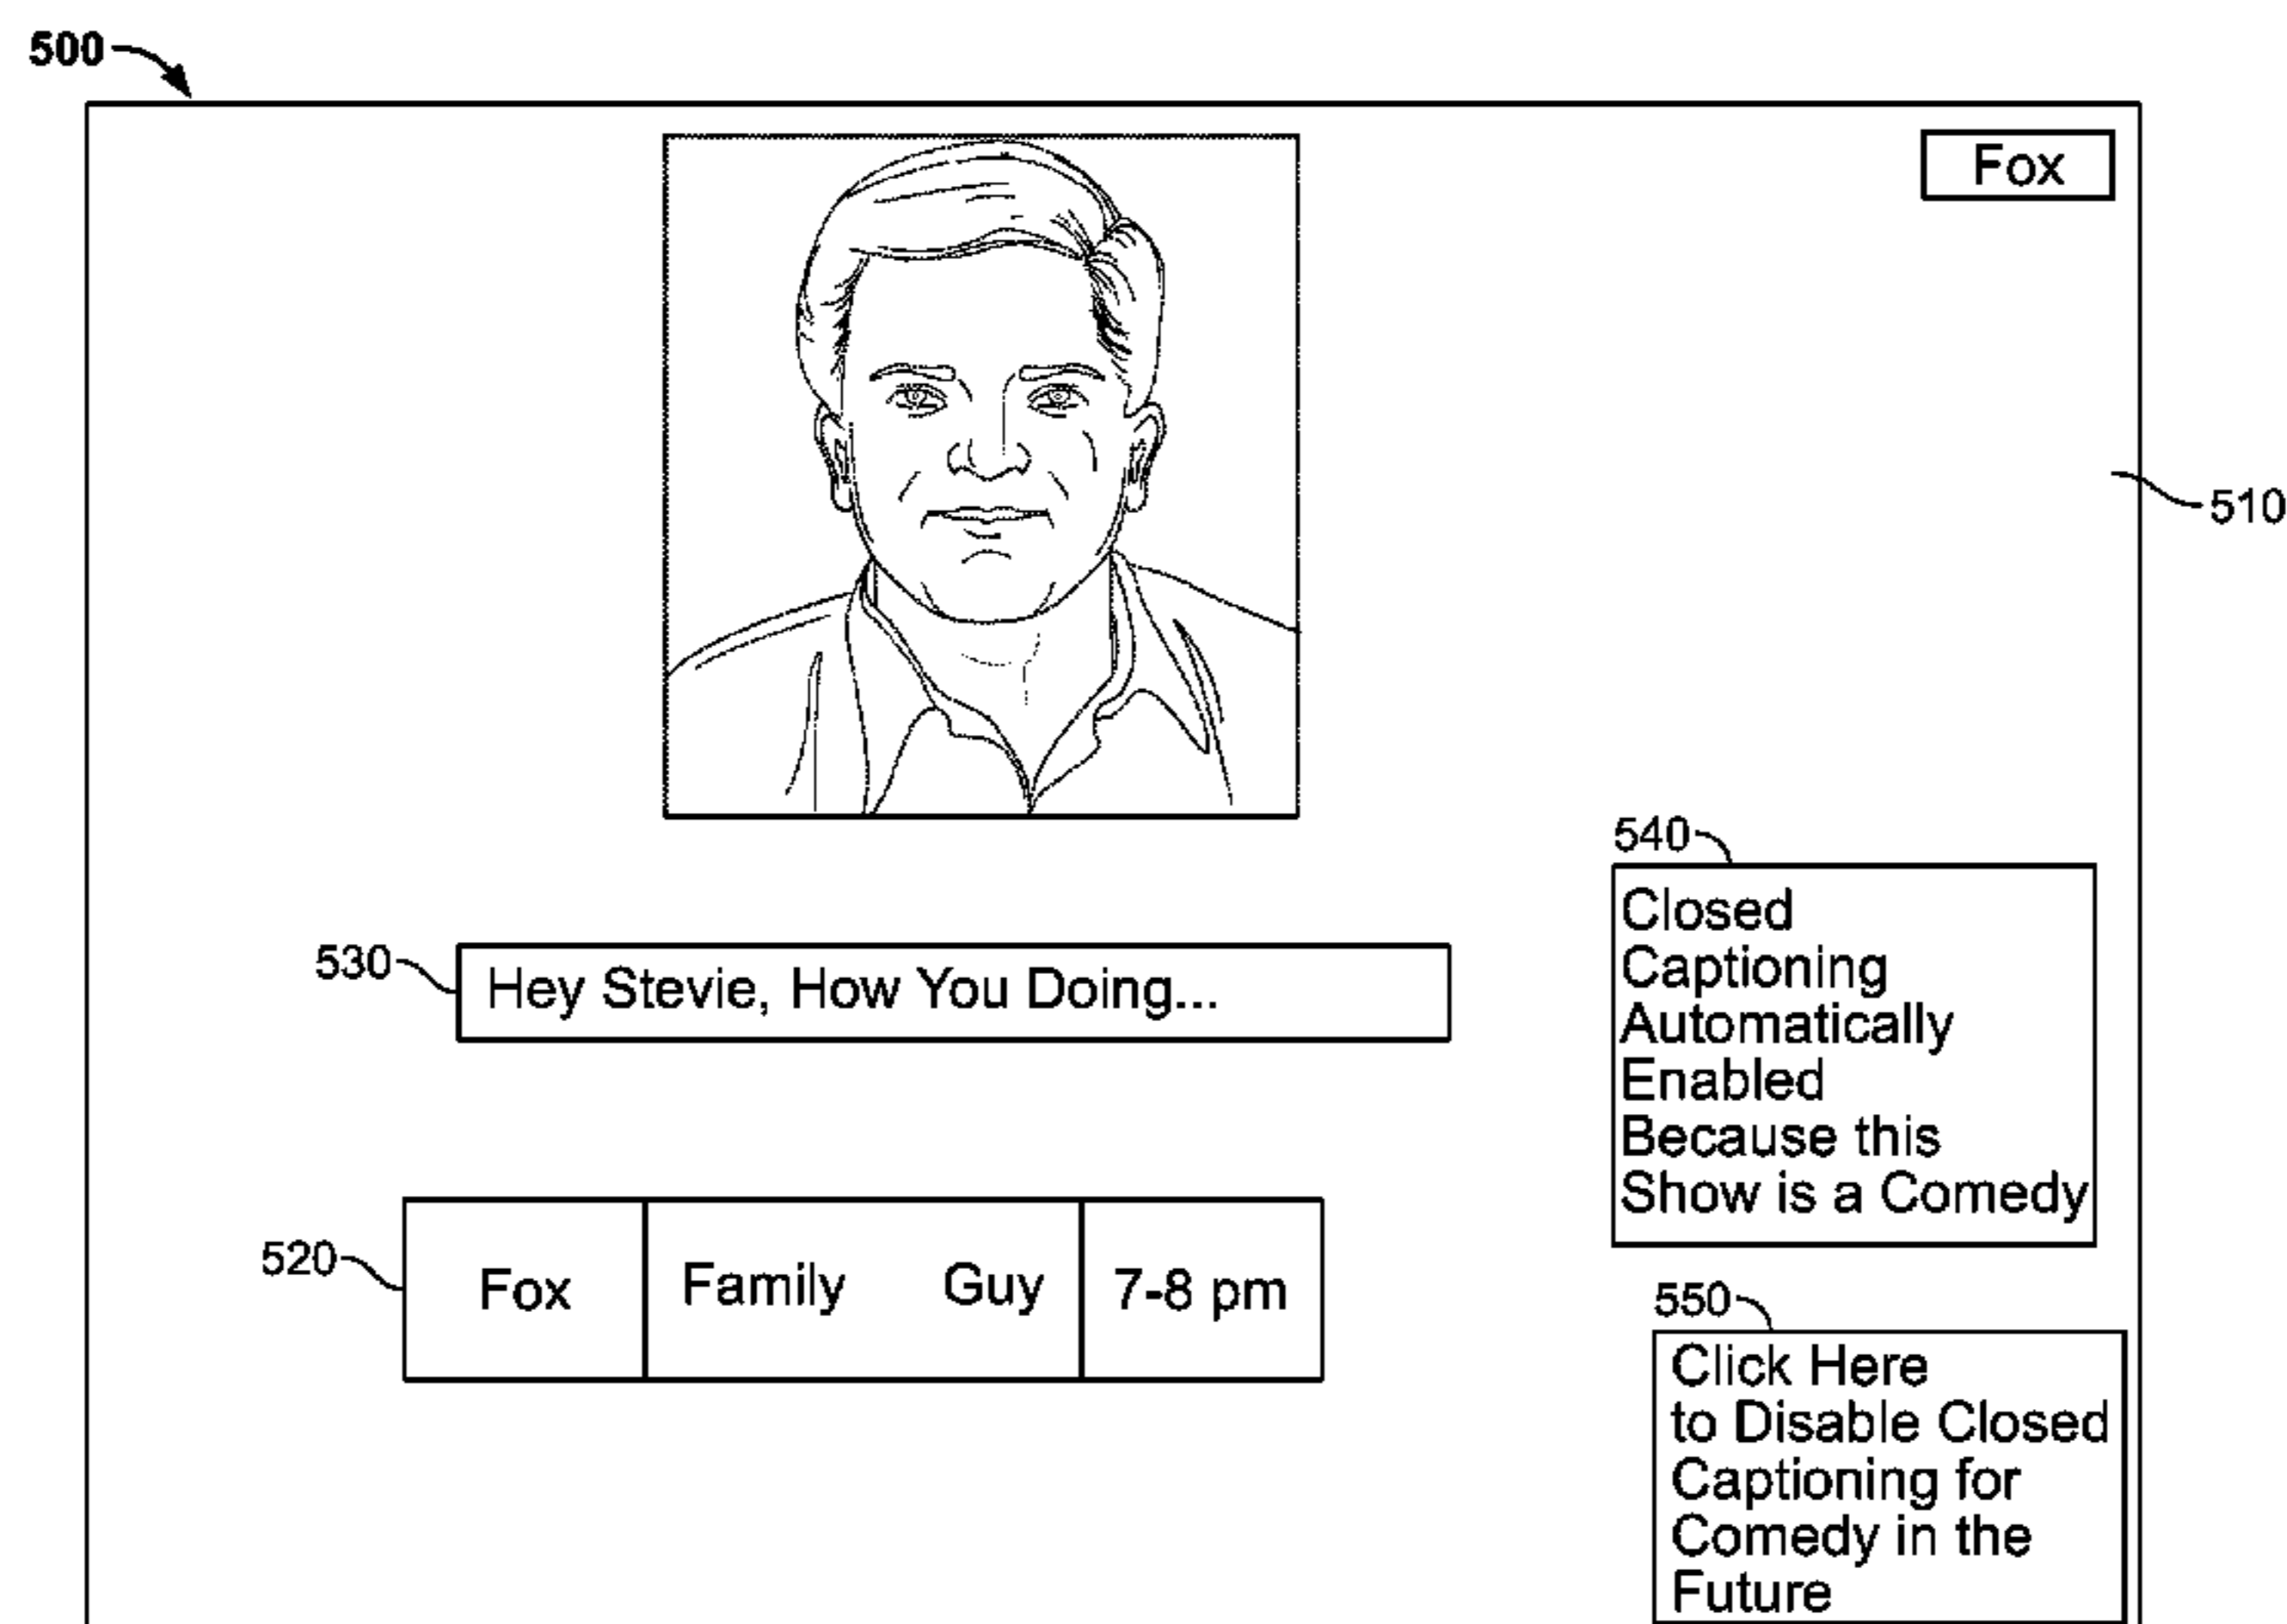 500
Fox
510
540
Closed
Captioning
Automatically
Enabled
Because this
Show is a Comedy
530
Hey Stevie, How You Doing...
520
Fox Family Guy 7-8 pm
550
Click Here
to Disable Closed
Captioning for
Comedy in the
Future